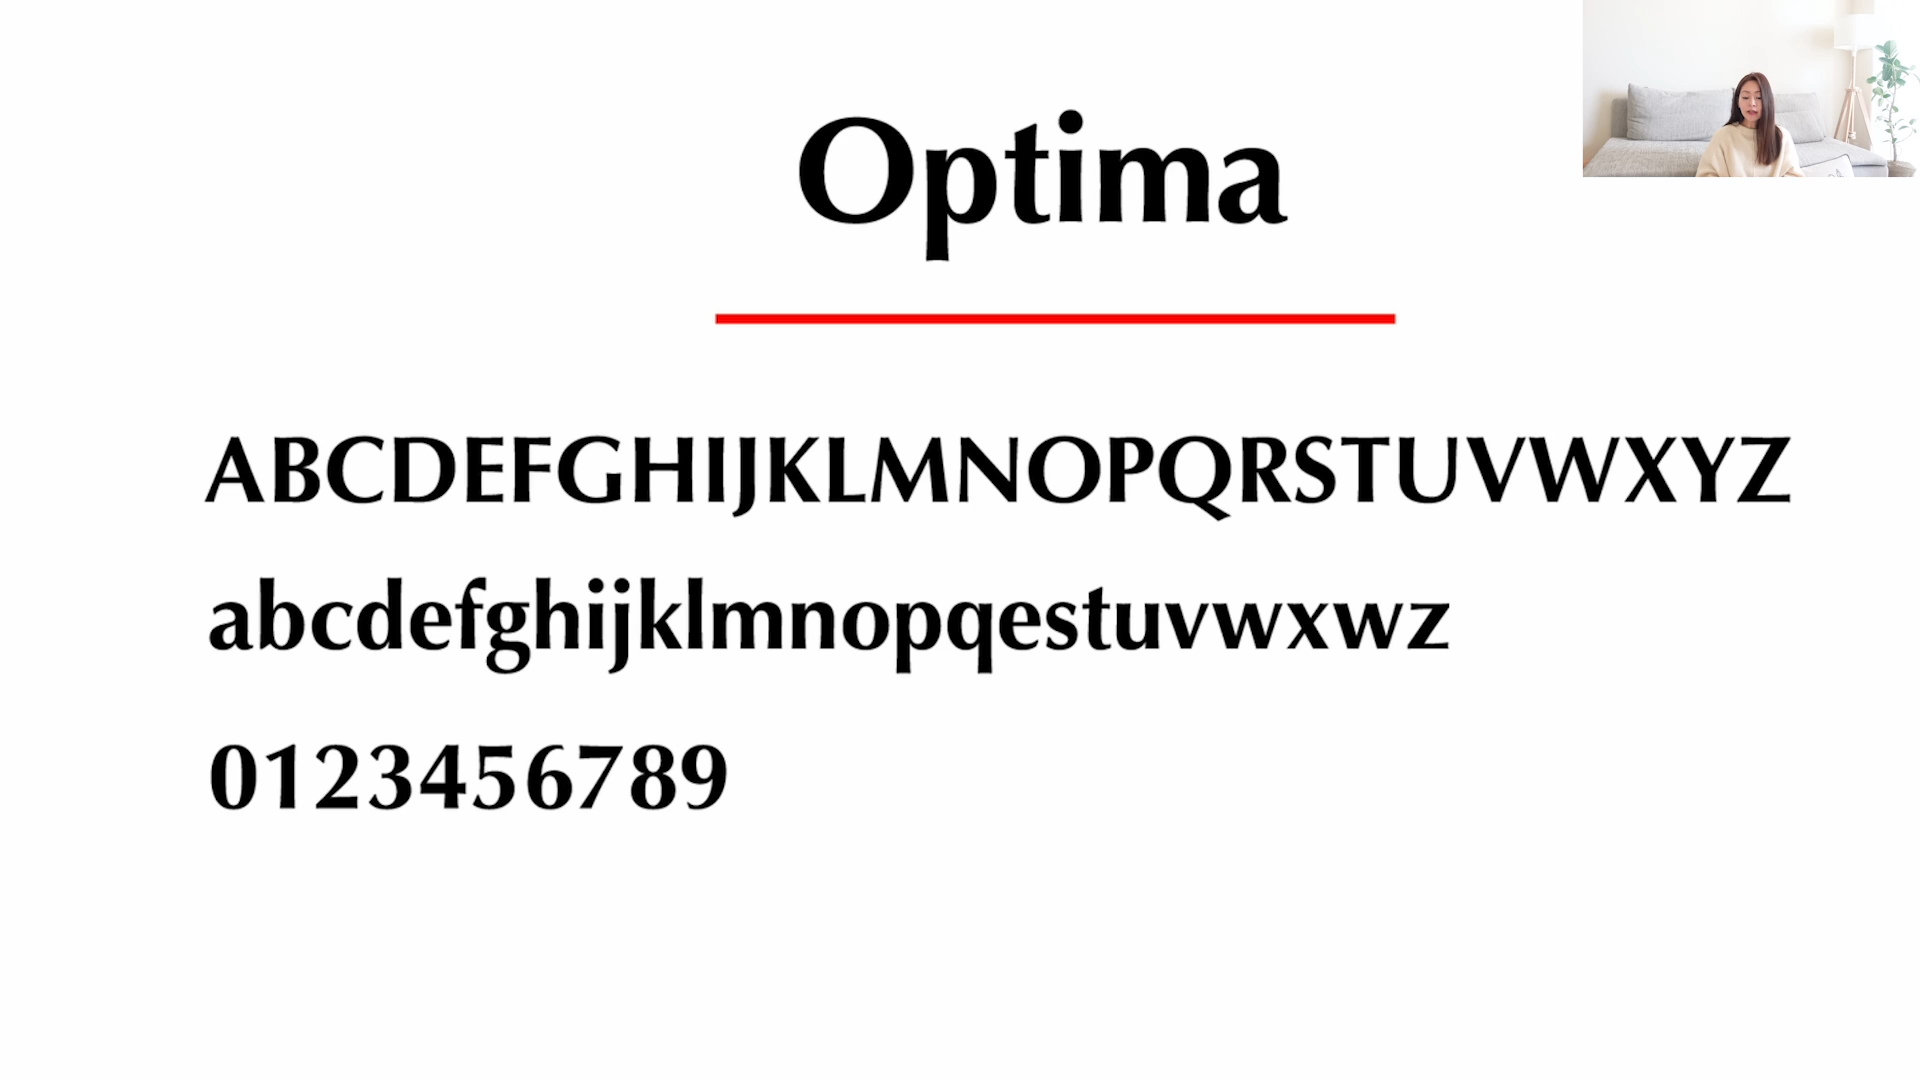 Optima
ABCDEFGHIJKLMNOPQRSTUVWXYZ
abcdefghijklmnopqestuvwxwz
0123456789